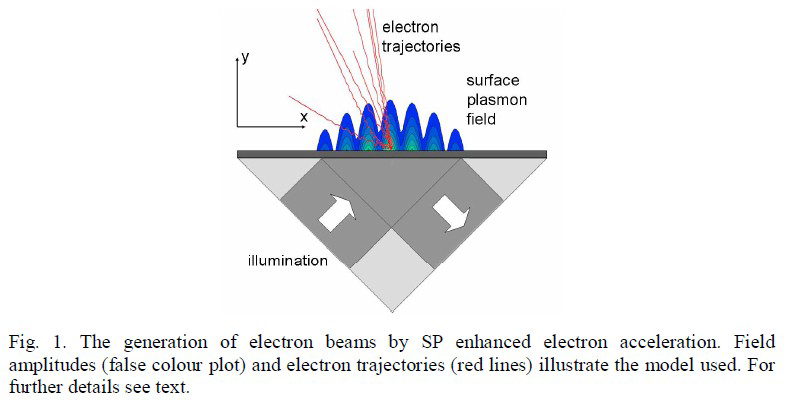 electron
trajectories
y
surface
plasmon
field
x
illumination
Fig. 1. The generation of electron beams by SP enhanced electron acceleration. Field
amplitudes (false colour plot) and electron trajectories (red lines) illustrate the model used. For
further details see text.